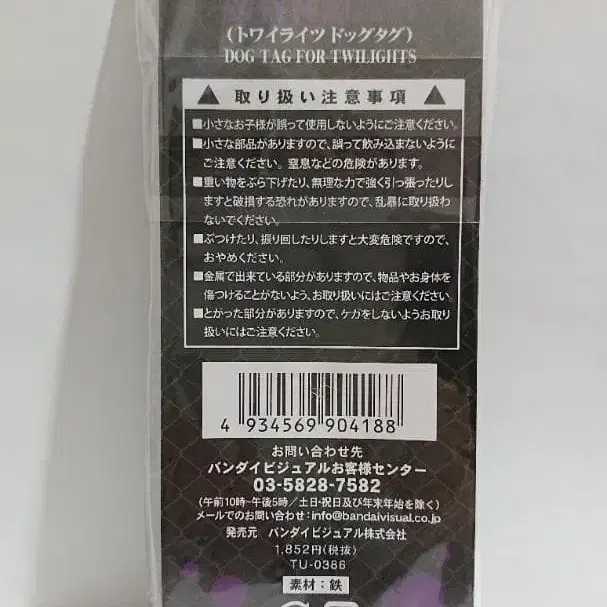 (トワイライツ ドッグタグ)
DOG TAG FOR TWILIGHTS
取り扱い注意事項
■小さなお子様が誤って使用しないようにご注意ください。
■小さな部品がありますので、誤って飲み込まないように
ご注意ください。窒息などの危険があります。
■重い物をぶら下げたり、無理な力で強く引っ張ったりし
ますと破損する恐れがありますので、乱暴に取り扱わ
ないでください。
■ぶつけたり、振り回したりしますと大変危険ですので、
おやめください。
■金属で出来ている部分がありますので、物品やお身体を
傷つけることがないよう、お取り扱いにはご注意ください。
■とがった部分がありますので、ケガをしないようお取り
扱いにはご注意ください。
4 934569 904188
お問い合わせ先
バンダイビジュアルお客様センター
03-5828-7582
(午前10時~午後5時/土日・祝日及び年末年始を除く)
メールでのお問い合わせ:info@bandaivisual.co.jp
発売元 バンダイビジュアル株式会社
1,852円(税抜)
TU-0386
素材:鉄